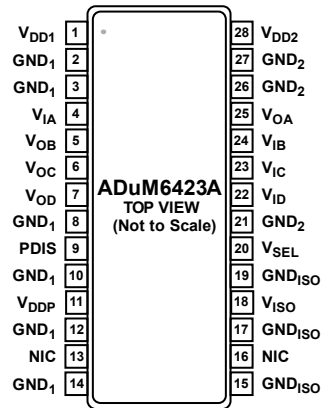 VDD1 1 28 VDD2
GND1 2 27 GND2
GND1 3 26 GND2
VIA 4 25 VOA
VOB 5 24 VIB
VOC 6 23 VIC
VOD 7 22 VID
ADuM6423A
TOP VIEW
(Not to Scale)
GND1 8 21 GND2
PDIS 9 20 VSEL
GND1 10 19 GNDISO
VDDP 11 18 VISO
GND1 12 17 GNDISO
NIC 13 16 NIC
GND1 14 15 GNDISO